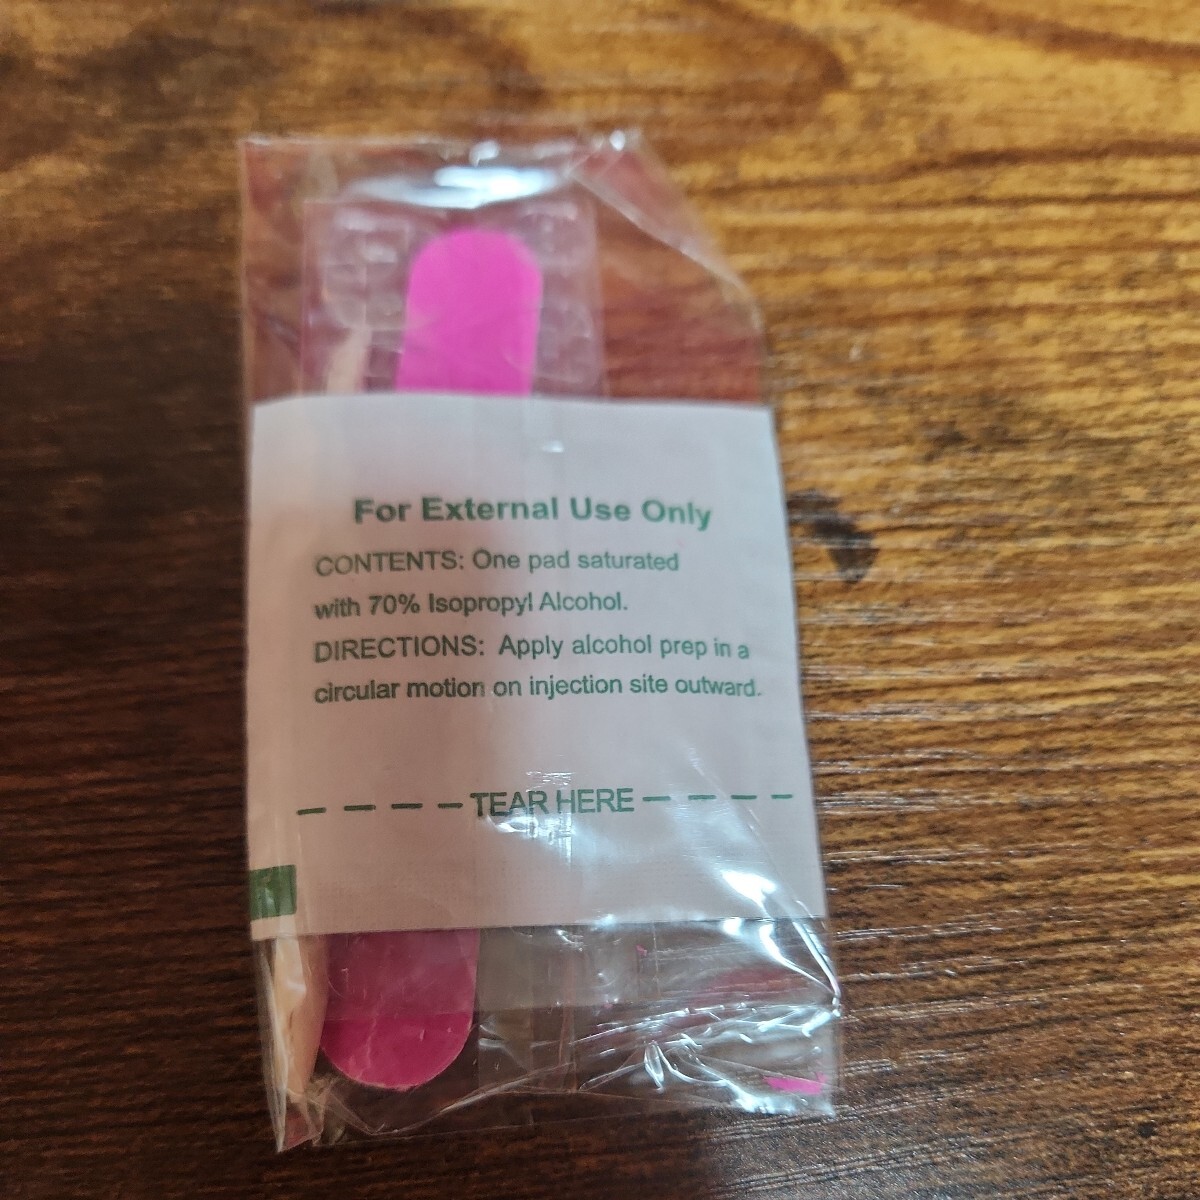 For External Use Only
CONTENTS: One pad saturated
with 70% Isopropyl Alcohol.
DIRECTIONS: Apply alcohol prep in a
circular motion on injection site outward.
TEAR HERE